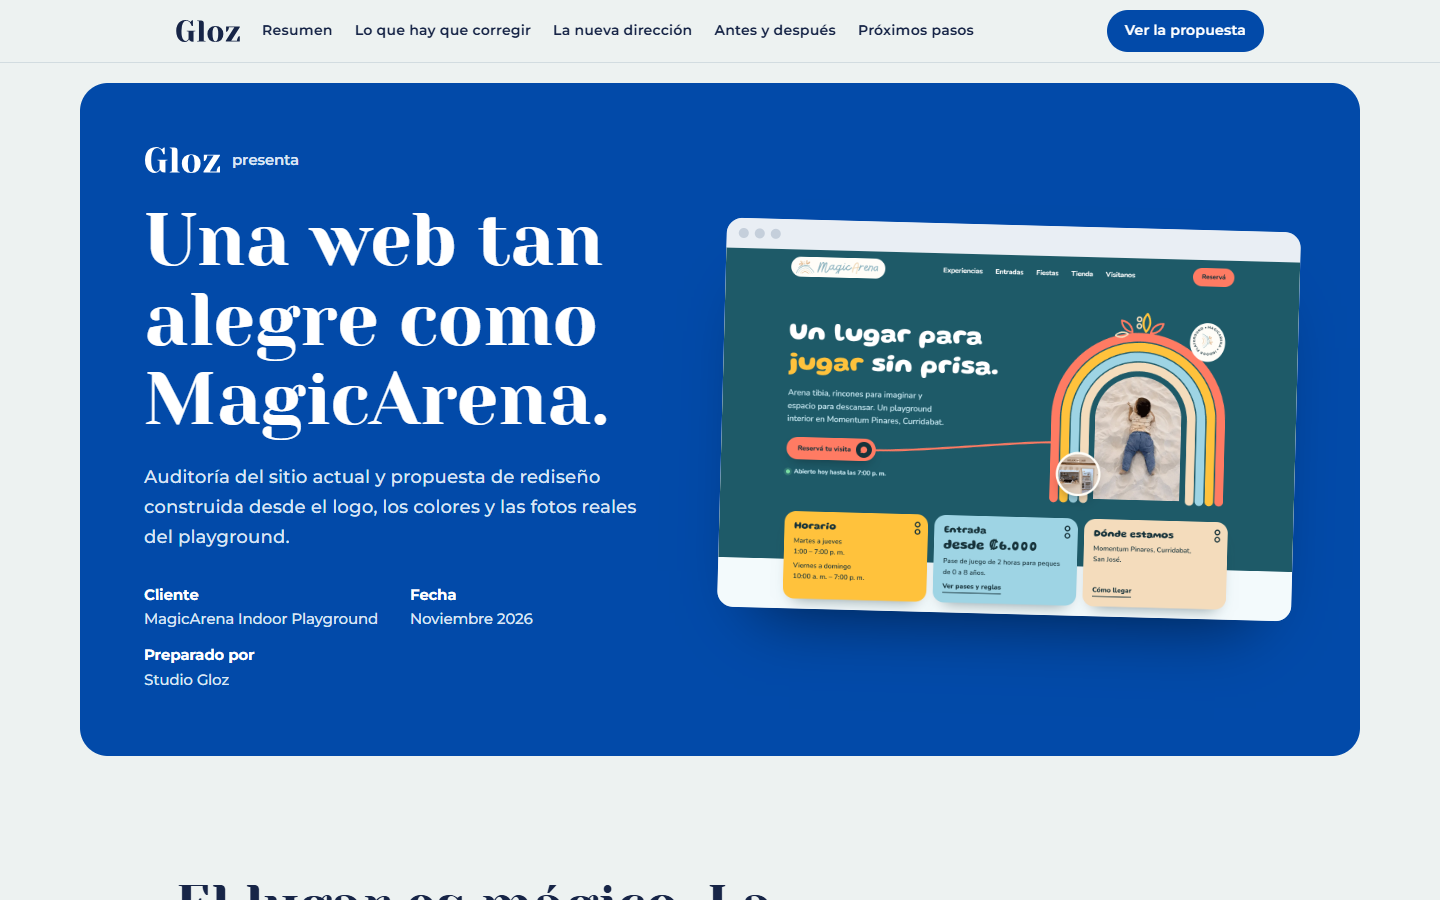 Gloz
Resumen
Lo que hay que corregir
La nueva dirección
Antes y después
Próximos pasos
Ver la propuesta
Gloz presenta
Una web tan
alegre como
MagicArena.
Auditoría del sitio actual y propuesta de rediseño
construida desde el logo, los colores y las fotos reales
del playground.
Cliente
MagicArena Indoor Playground
Fecha
Noviembre 2026
Preparado por
Studio Gloz
MagicArena
Experiencias
Entradas
Fiestas
Tienda
Visítanos
Reservá
Un lugar para
jugar sin prisa.
Arena tibia, rincones para imaginar y
espacio para descansar. Un playground
interior en Momentum Pinares, Curridabat.
Reservá tu visita
Abierto hoy hasta las 7:00 p. m.
Horario
Martes a jueves
1:00 – 7:00 p. m.
Viernes a domingo
10:00 a. m. – 7:00 p. m.
Entrada
desde ₡6.000
Pase de juego de 2 horas para peques
de 0 a 8 años.
Ver pases y reglas
Dónde estamos
Momentum Pinares, Curridabat,
San José.
Cómo llegar